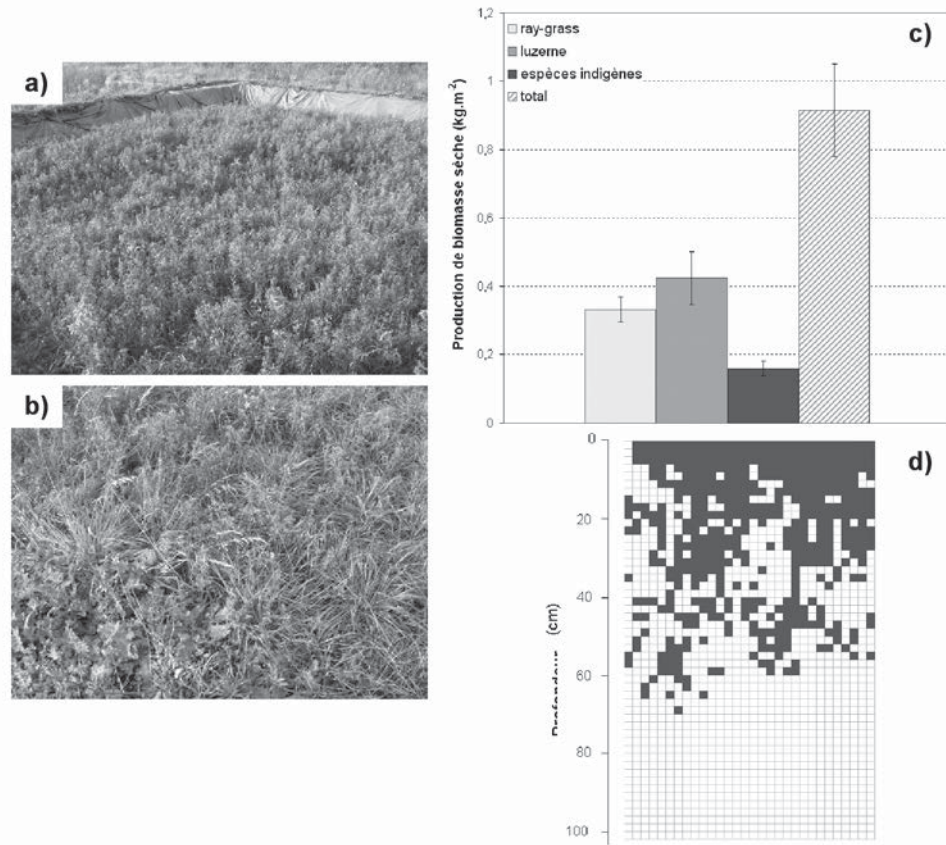 a)
b)
c)
1,2
1
0,8
0,6
0,4
0,2
0
Production de biomasse sèche (kg.m⁻²)
ray-grass
luzerne
espèces indigènes
total
d)
0
20
40
60
80
100
(cm)